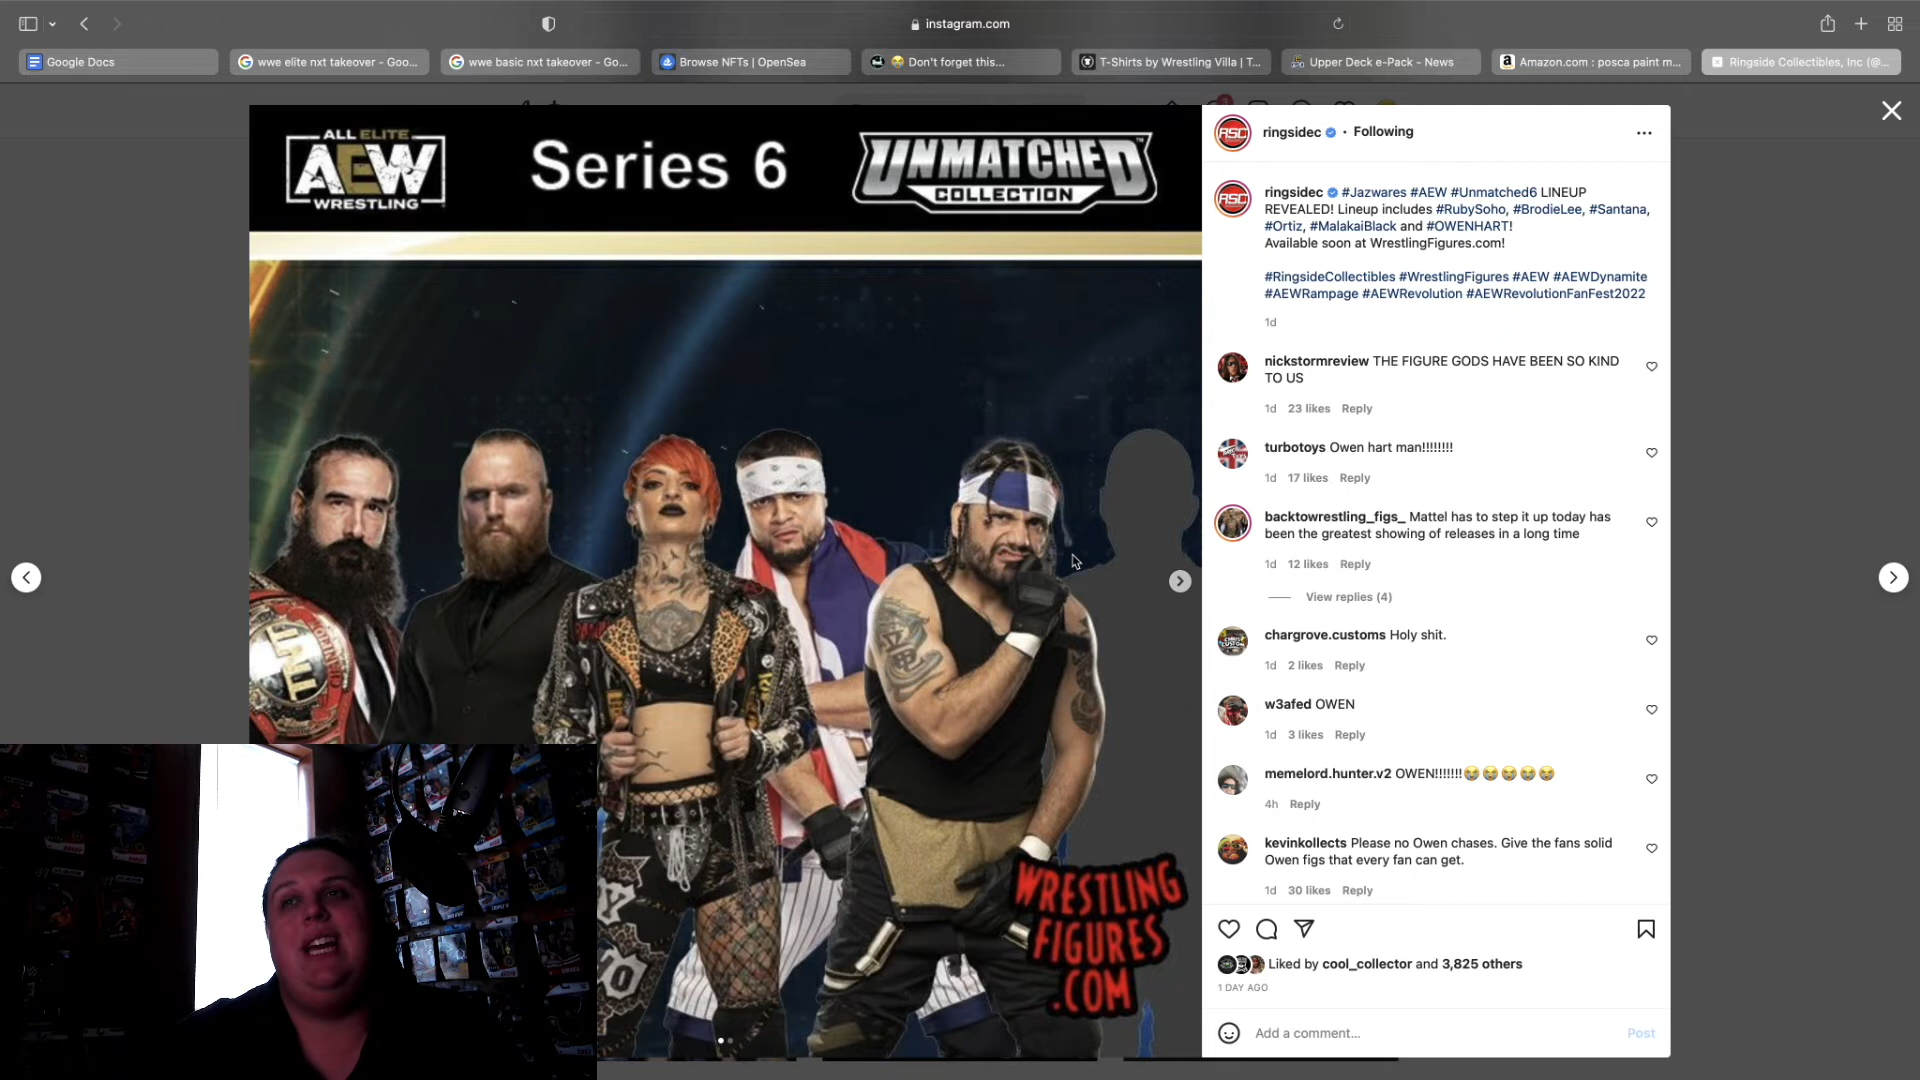 instagram.com
Google Docs
wwe elite nxt takeover - Goo...
wwe basic nxt takeover - Go...
Browse NFTs | OpenSea
😂 Don't forget this...
T-Shirts by Wrestling Villa | T...
Upper Deck e-Pack - News
Amazon.com : posca paint m...
Ringside Collectibles, Inc (@...
ALL ELITE
AEW
WRESTLING
Series 6
UNMATCHED
COLLECTION
WRESTLING
FIGURES
.COM
RSC
ringsidec • Following
RSC
ringsidec #Jazwares #AEW #Unmatched6 LINEUP
REVEALED! Lineup includes #RubySoho, #BrodieLee, #Santana,
#Ortiz, #MalakaiBlack and #OWENHART!
Available soon at WrestlingFigures.com!
#RingsideCollectibles #WrestlingFigures #AEW #AEWDynamite
#AEWRampage #AEWRevolution #AEWRevolutionFanFest2022
1d
nickstormreview THE FIGURE GODS HAVE BEEN SO KIND
TO US
1d 23 likes Reply
turbotoys Owen hart man!!!!!!!!
1d 17 likes Reply
backtowrestling_figs_ Mattel has to step it up today has
been the greatest showing of releases in a long time
1d 12 likes Reply
View replies (4)
chargrove.customs Holy shit.
1d 2 likes Reply
w3afed OWEN
1d 3 likes Reply
memelord.hunter.v2 OWEN!!!!!!!😭😭😭😭😭
4h Reply
kevinkollects Please no Owen chases. Give the fans solid
Owen figs that every fan can get.
1d 30 likes Reply
Liked by cool_collector and 3,825 others
1 DAY AGO
Add a comment...
Post